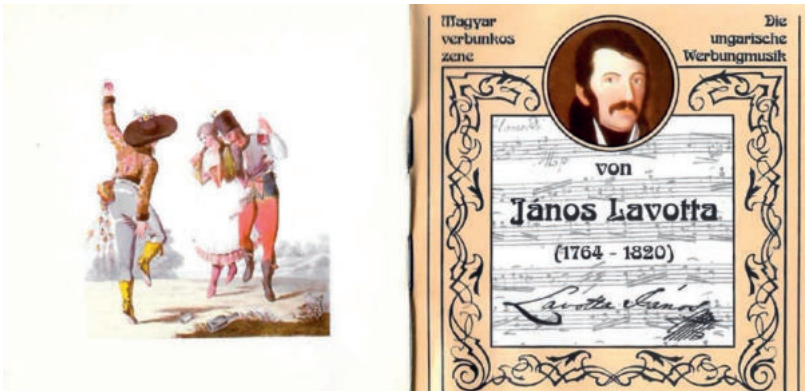 Magyar
verbunkos
zene
Die
ungarische
Werbungmusik
von
János Lavotta
(1764 - 1820)
Lavotta János